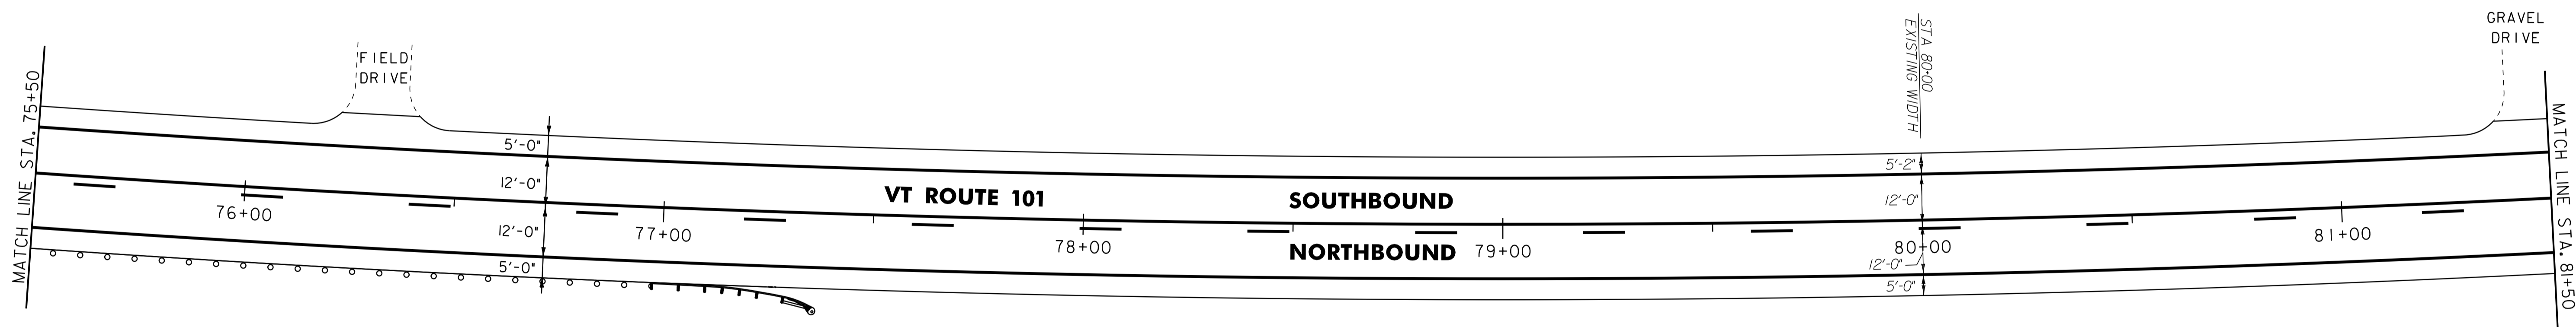 MATCH LINE STA. 75+50
FIELD
DRIVE
5'-0"
12'-0"
12'-0"
5'-0"
76+00
77+00
VT ROUTE 101
SOUTHBOUND
NORTHBOUND
78+00
79+00
STA 80+00
EXISTING WIDTH
5'-2"
12'-0"
80+00
12'-0"
5'-0"
81+00
GRAVEL
DRIVE
MATCH LINE STA. 81+50